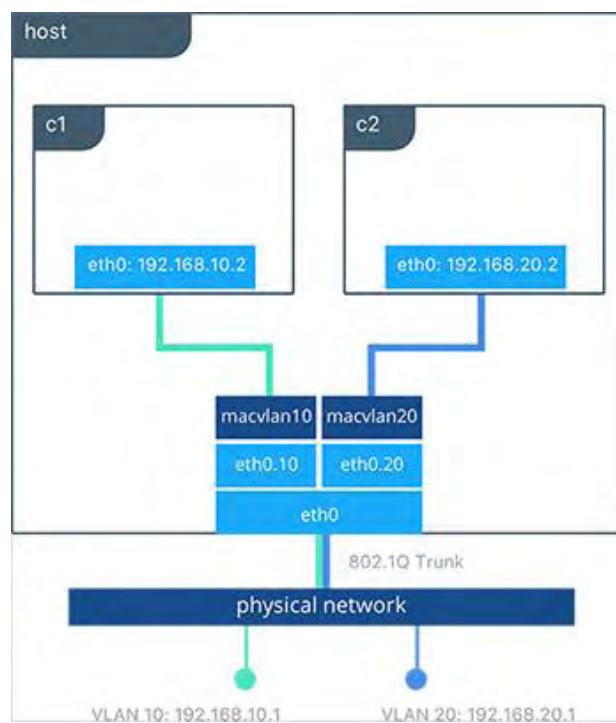 host
c1
c2
eth0: 192.168.10.2
eth0: 192.168.20.2
macvlan10
macvlan20
eth0.10
eth0.20
eth0
802.1Q Trunk
physical network
VLAN 10: 192.168.10.1
VLAN 20: 192.168.20.1